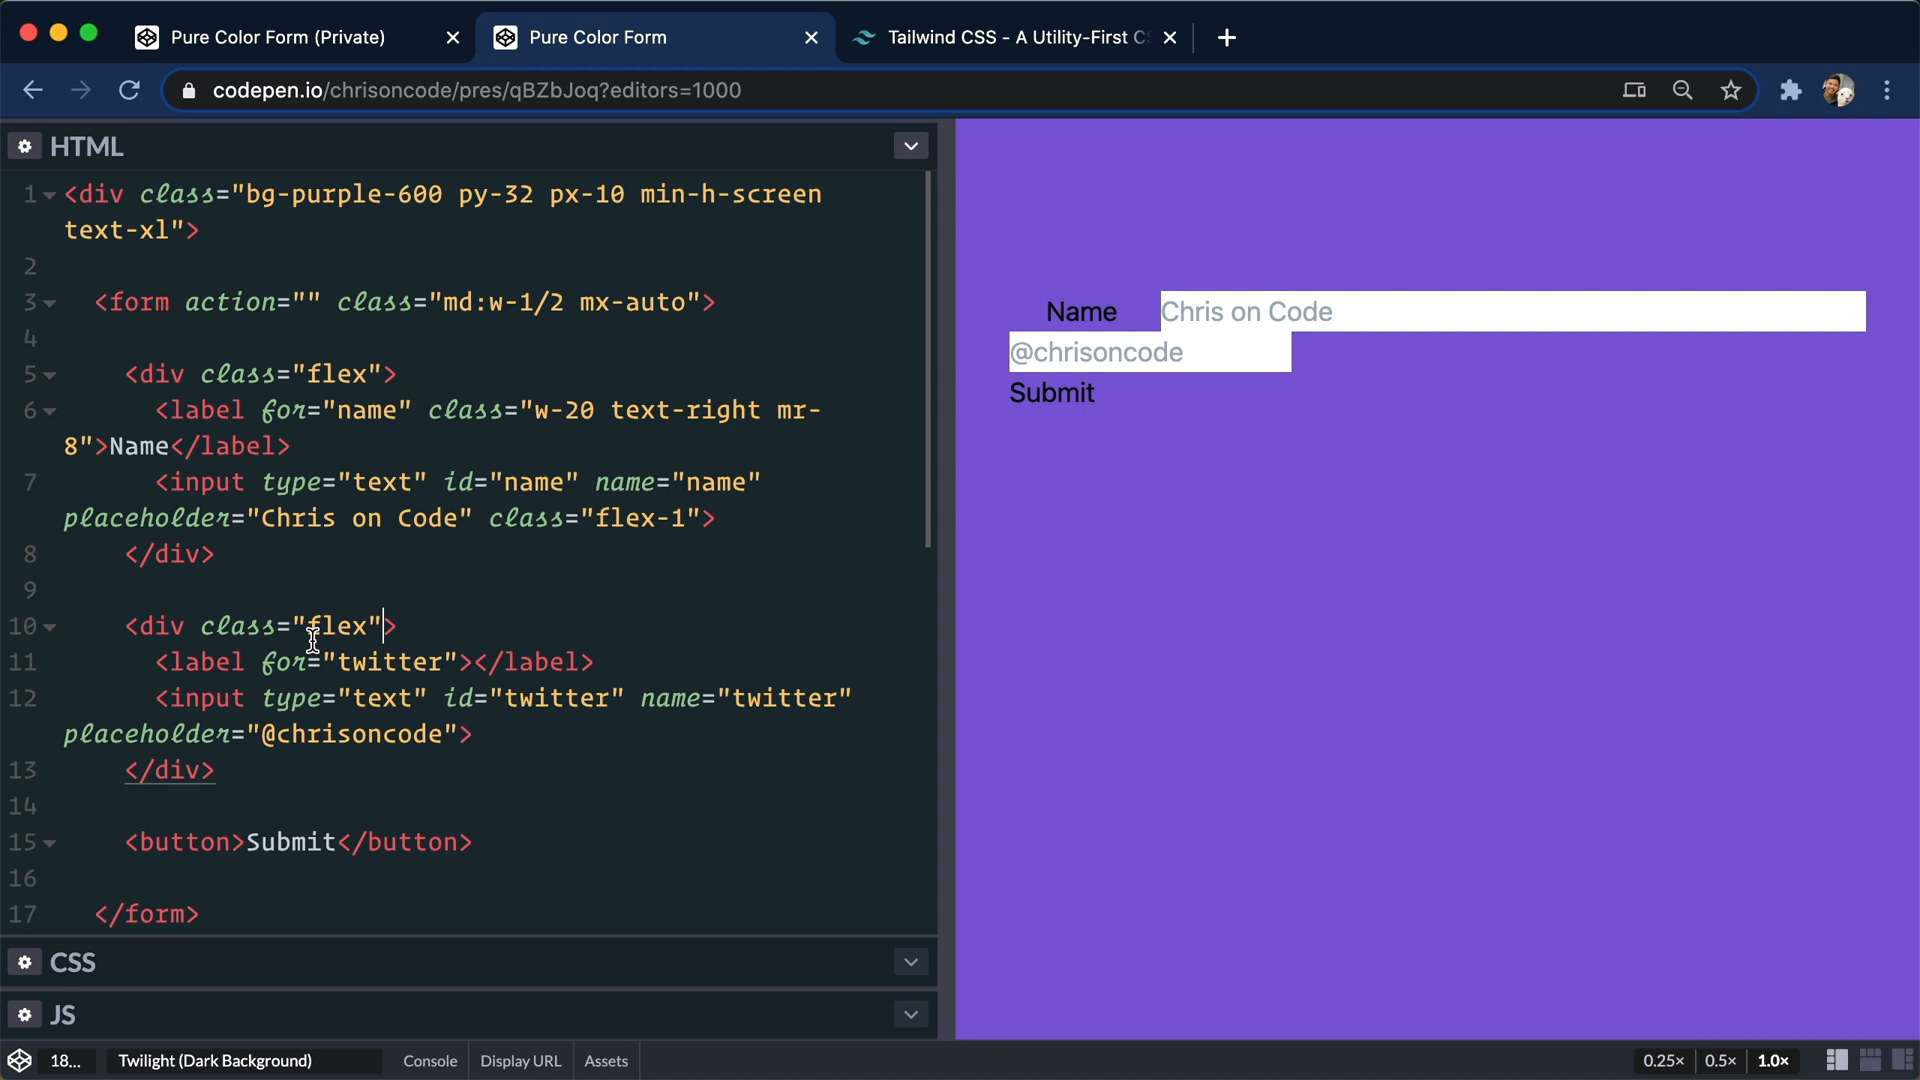 Pure Color Form (Private)
Pure Color Form
Tailwind CSS - A Utility-First C
codepen.io/chrisoncode/pres/qBZbJoq?editors=1000
HTML
1 <div class="bg-purple-600 py-32 px-10 min-h-screen
text-xl">
2
3 <form action="" class="md:w-1/2 mx-auto">
4
5 <div class="flex">
6 <label for="name" class="w-20 text-right mr-
8">Name</label>
7 <input type="text" id="name" name="name"
placeholder="Chris on Code" class="flex-1">
8 </div>
9
10 <div class="flex">
11 <label for="twitter"></label>
12 <input type="text" id="twitter" name="twitter"
placeholder="@chrisoncode">
13 </div>
14
15 <button>Submit</button>
16
17 </form>
CSS
JS
Name Chris on Code
@chrisoncode
Submit
18... Twilight (Dark Background) Console Display URL Assets 0.25× 0.5× 1.0×